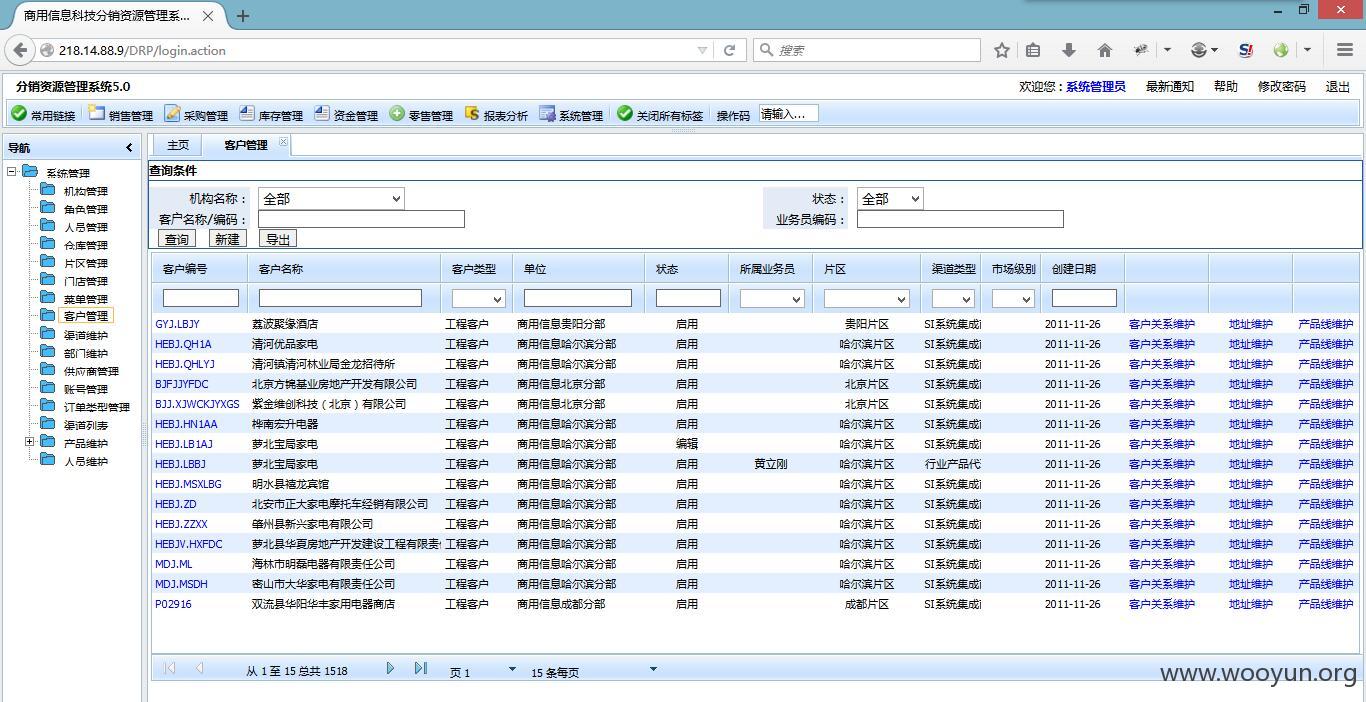 商用信息科技分销资源管理系...
218.14.88.9/DRP/login.action
搜索
分销资源管理系统5.0
欢迎您：系统管理员 最新通知 帮助 修改密码 退出
常用链接 销售管理 采购管理 库存管理 资金管理 零售管理 报表分析 系统管理 关闭所有标签 操作码 请输入...
导航
系统管理
机构管理
角色管理
人员管理
仓库管理
片区管理
门店管理
菜单管理
客户管理
渠道维护
部门维护
供应商管理
账号管理
订单类型管理
渠道列表
产品维护
人员维护
主页 客户管理
查询条件
机构名称： 全部 状态： 全部
客户名称/编码： 业务员编码：
查询 新建 导出
客户编号 客户名称 客户类型 单位 状态 所属业务员 片区 渠道类型 市场级别 创建日期
GYJ.LBJY 荔波聚缘酒店 工程客户 商用信息贵阳分部 启用 贵阳片区 SI系统集成商 2011-11-26 客户关系维护 地址维护 产品线维护
HEBJ.QH1A 清河优品家电 工程客户 商用信息哈尔滨分部 启用 哈尔滨片区 SI系统集成商 2011-11-26 客户关系维护 地址维护 产品线维护
HEBJ.QHLYJ 清河镇清河林业局金龙招待所 工程客户 商用信息哈尔滨分部 启用 哈尔滨片区 SI系统集成商 2011-11-26 客户关系维护 地址维护 产品线维护
BJFJJYFDC 北京方锦基业房地产开发有限公司 工程客户 商用信息北京分部 启用 北京片区 SI系统集成商 2011-11-26 客户关系维护 地址维护 产品线维护
BJJ.XJWCKJYXGS 紫金维创科技（北京）有限公司 工程客户 商用信息北京分部 启用 北京片区 SI系统集成商 2011-11-26 客户关系维护 地址维护 产品线维护
HEBJ.HN1AA 桦南宏升电器 工程客户 商用信息哈尔滨分部 启用 哈尔滨片区 SI系统集成商 2011-11-26 客户关系维护 地址维护 产品线维护
HEBJ.LB1AJ 萝北宝局家电 工程客户 商用信息哈尔滨分部 编辑 哈尔滨片区 SI系统集成商 2011-11-26 客户关系维护 地址维护 产品线维护
HEBJ.LBBJ 萝北宝局家电 工程客户 商用信息哈尔滨分部 启用 黄立刚 哈尔滨片区 行业产品代 2011-11-26 客户关系维护 地址维护 产品线维护
HEBJ.MSXLBG 明水县禧龙宾馆 工程客户 商用信息哈尔滨分部 启用 哈尔滨片区 SI系统集成商 2011-11-26 客户关系维护 地址维护 产品线维护
HEBJ.ZD 北安市正大家电摩托车经销有限公司 工程客户 商用信息哈尔滨分部 启用 哈尔滨片区 SI系统集成商 2011-11-26 客户关系维护 地址维护 产品线维护
HEBJ.ZZXX 肇州县新兴家电有限公司 工程客户 商用信息哈尔滨分部 启用 哈尔滨片区 SI系统集成商 2011-11-26 客户关系维护 地址维护 产品线维护
HEBJV.HXFDC 萝北县华夏房地产开发建设工程有限责 工程客户 商用信息哈尔滨分部 启用 哈尔滨片区 SI系统集成商 2011-11-26 客户关系维护 地址维护 产品线维护
MDJ.ML 海林市明磊电器有限责任公司 工程客户 商用信息哈尔滨分部 启用 哈尔滨片区 SI系统集成商 2011-11-26 客户关系维护 地址维护 产品线维护
MDJ.MSDH 密山市大华家电有限责任公司 工程客户 商用信息哈尔滨分部 启用 哈尔滨片区 SI系统集成商 2011-11-26 客户关系维护 地址维护 产品线维护
P02916 双流县华阳华丰家用电器商店 工程客户 商用信息成都分部 启用 成都片区 SI系统集成商 2011-11-26 客户关系维护 地址维护 产品线维护
从 1 至 15 总共 1518 页 1 15 条每页
www.wooyun.org